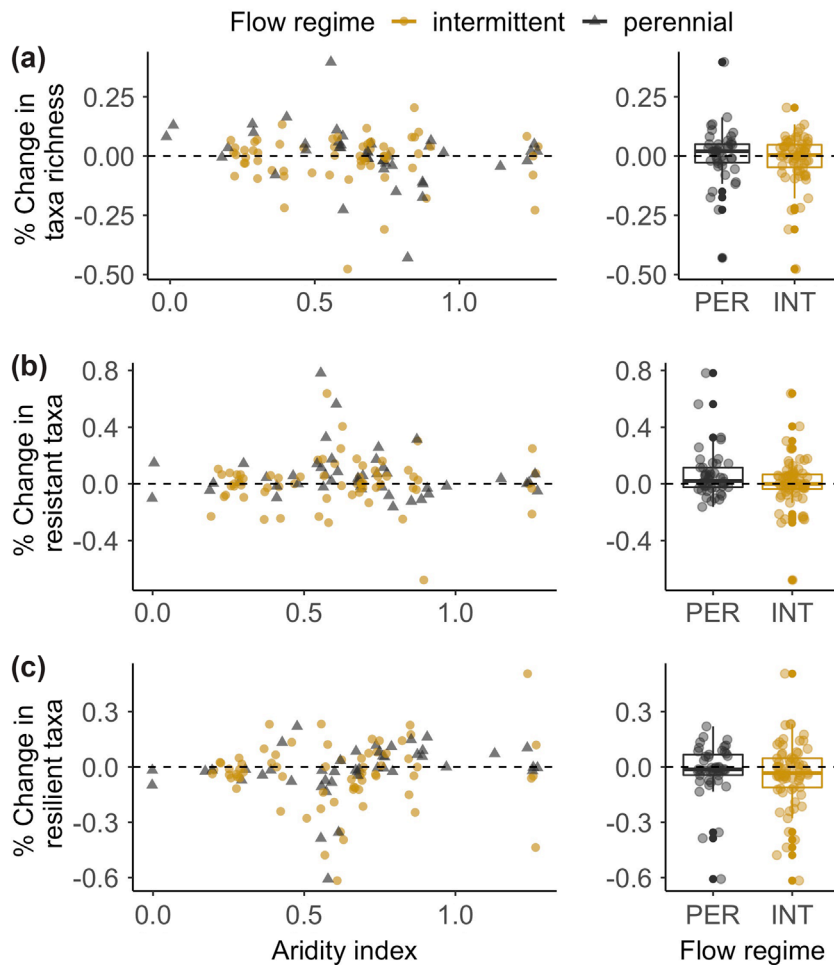 Flow regime intermittent perennial
(a)
% Change in
taxa richness
0.25
0.00
-0.25
-0.50
0.0 0.5 1.0
0.25
0.00
-0.25
-0.50
PER INT
(b)
% Change in
resistant taxa
0.8
0.4
0.0
-0.4
0.0 0.5 1.0
0.8
0.4
0.0
-0.4
PER INT
(c)
% Change in
resilient taxa
0.3
0.0
-0.3
-0.6
0.0 0.5 1.0
Aridity index
0.3
0.0
-0.3
-0.6
PER INT
Flow regime